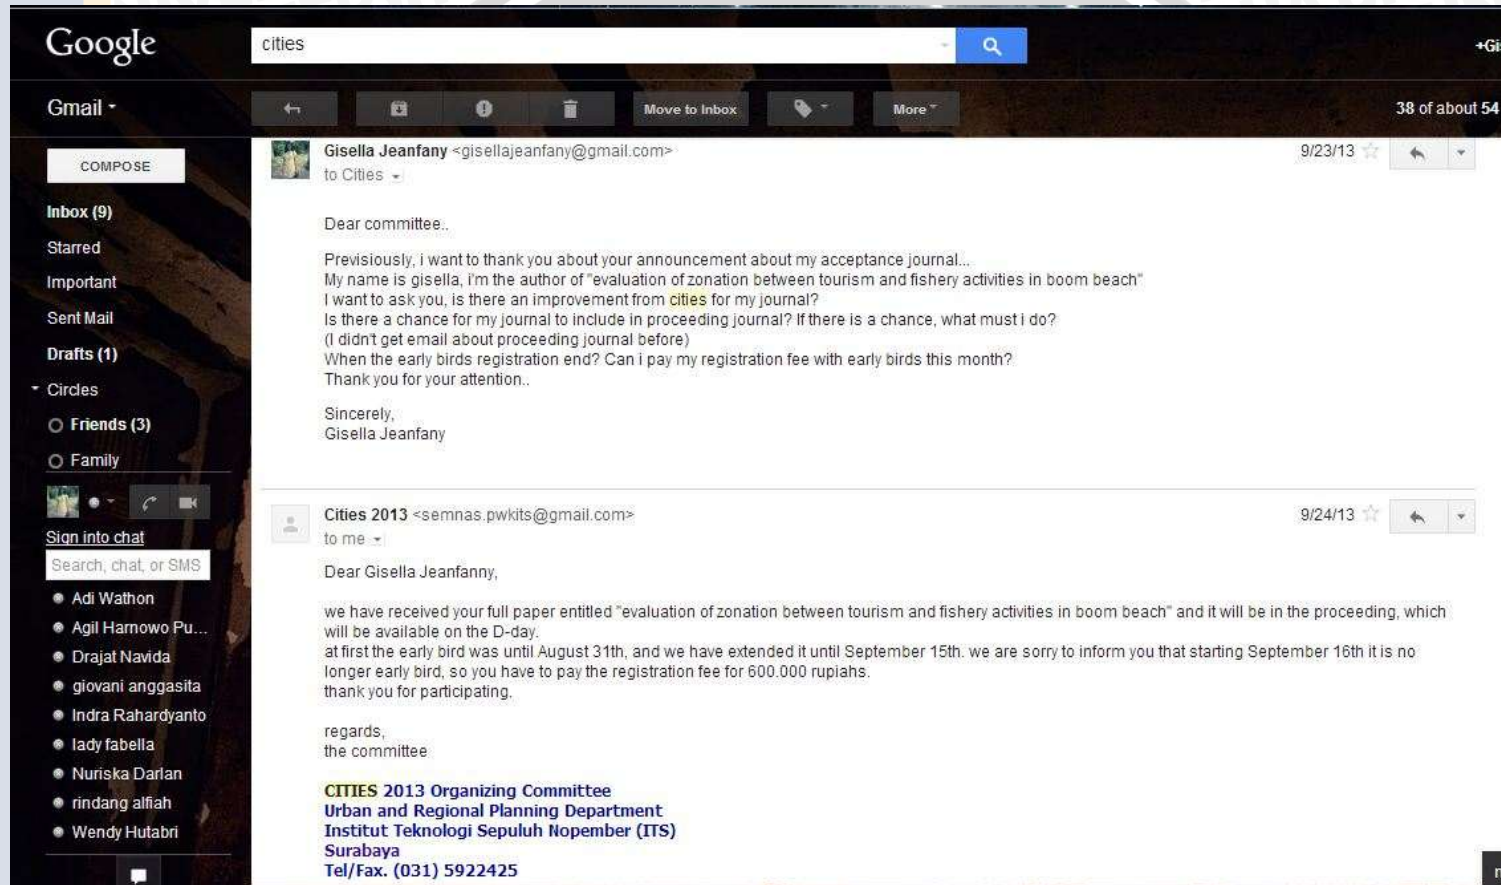 Google
cities
+Gi
Gmail
Move to Inbox
More
38 of about 54
COMPOSE
Inbox (9)
Starred
Important
Sent Mail
Drafts (1)
Circles
Friends (3)
Family
Sign into chat
Search, chat, or SMS
Adi Wathon
Agil Harnowo Pu...
Drajat Navida
giovani anggasita
Indra Rahardyanto
lady fabella
Nuriska Darlan
rindang alfiah
Wendy Hutabri
Gisella Jeanfany <gisellajeanfany@gmail.com>
9/23/13
to Cities
Dear committee..
Previsiously, i want to thank you about your announcement about my acceptance journal...
My name is gisella, i'm the author of "evaluation of zonation between tourism and fishery activities in boom beach"
I want to ask you, is there an improvement from cities for my journal?
Is there a chance for my journal to include in proceeding journal? If there is a chance, what must i do?
(I didn't get email about proceeding journal before)
When the early birds registration end? Can i pay my registration fee with early birds this month?
Thank you for your attention..
Sincerely,
Gisella Jeanfany
Cities 2013 <semnas.pwkits@gmail.com>
9/24/13
to me
Dear Gisella Jeanfanny,
we have received your full paper entitled "evaluation of zonation between tourism and fishery activities in boom beach" and it will be in the proceeding, which
will be available on the D-day.
at first the early bird was until August 31th, and we have extended it until September 15th. we are sorry to inform you that starting September 16th it is no
longer early bird, so you have to pay the registration fee for 600.000 rupiahs.
thank you for participating.
regards,
the committee
CITIES 2013 Organizing Committee
Urban and Regional Planning Department
Institut Teknologi Sepuluh Nopember (ITS)
Surabaya
Tel/Fax. (031) 5922425